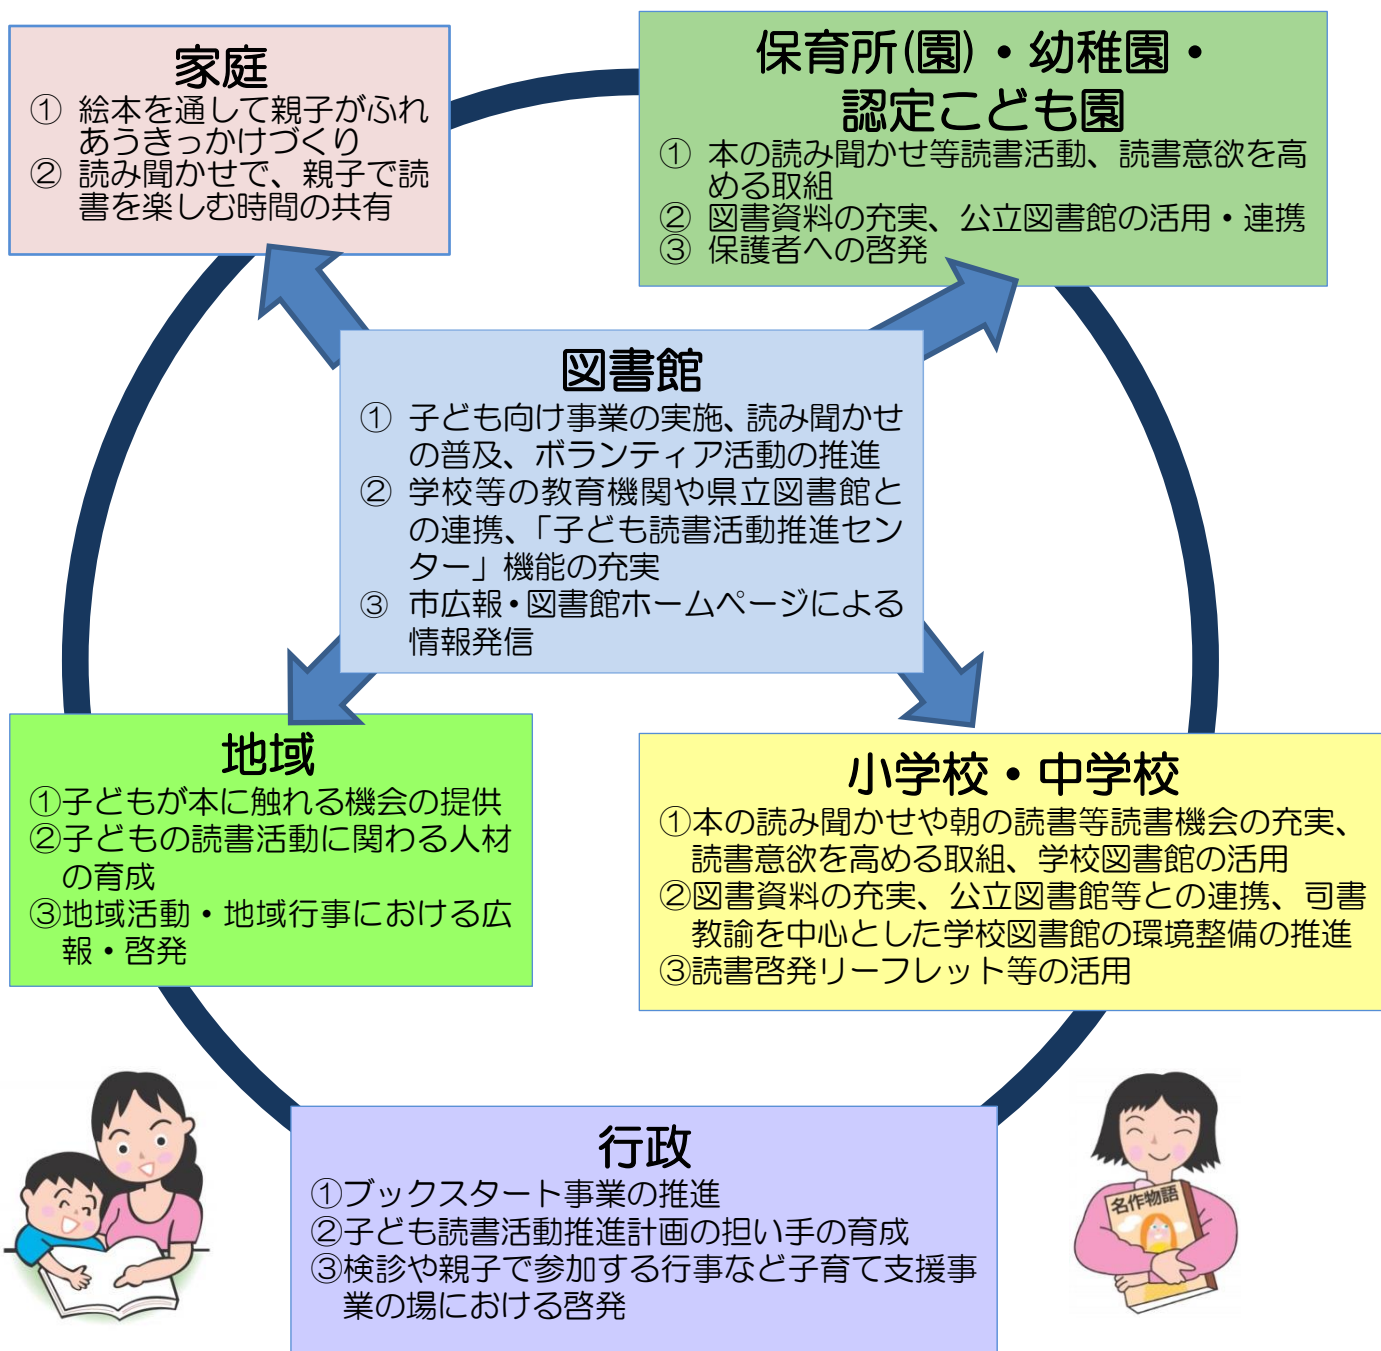 家庭
① 絵本を通して親子がふれ
あうきっかけづくり
② 読み聞かせで、親子で読
書を楽しむ時間の共有
保育所(園)・幼稚園・
認定こども園
① 本の読み聞かせ等読書活動、読書意欲を高
める取組
② 図書資料の充実、公立図書館の活用・連携
③ 保護者への啓発
図書館
① 子ども向け事業の実施、読み聞かせ
の普及、ボランティア活動の推進
② 学校等の教育機関や県立図書館と
の連携、「子ども読書活動推進セン
ター」機能の充実
③ 市広報・図書館ホームページによる
情報発信
地域
①子どもが本に触れる機会の提供
②子どもの読書活動に関わる人材
の育成
③地域活動・地域行事における広
報・啓発
小学校・中学校
①本の読み聞かせや朝の読書等読書機会の充実、
読書意欲を高める取組、学校図書館の活用
②図書資料の充実、公立図書館等との連携、司書
教諭を中心とした学校図書館の環境整備の推進
③読書啓発リーフレット等の活用
行政
①ブックスタート事業の推進
②子ども読書活動推進計画の担い手の育成
③検診や親子で参加する行事など子育て支援事
業の場における啓発
名作物語